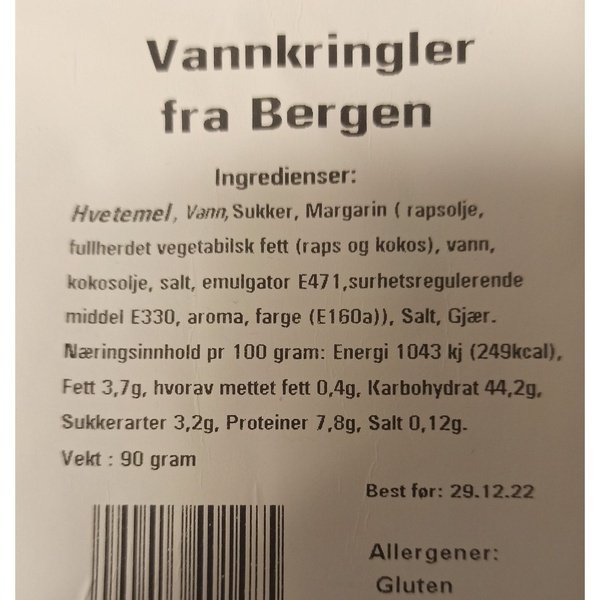 Vannkringler
fra Bergen
Ingredienser:
Hvetemel, Vann, Sukker, Margarin ( rapsolje,
fullherdet vegetabilsk fett (raps og kokos), vann,
kokosolje, salt, emulgator E471,surhetsregulerende
middel E330, aroma, farge (E160a)), Salt, Gjær.
Næringsinnhold pr 100 gram: Energi 1043 kj (249kcal),
Fett 3,7g, hvorav mettet fett 0,4g, Karbohydrat 44,2g,
Sukkerarter 3,2g, Proteiner 7,8g, Salt 0,12g.
Vekt : 90 gram
Best før: 29.12.22
Allergener:
Gluten